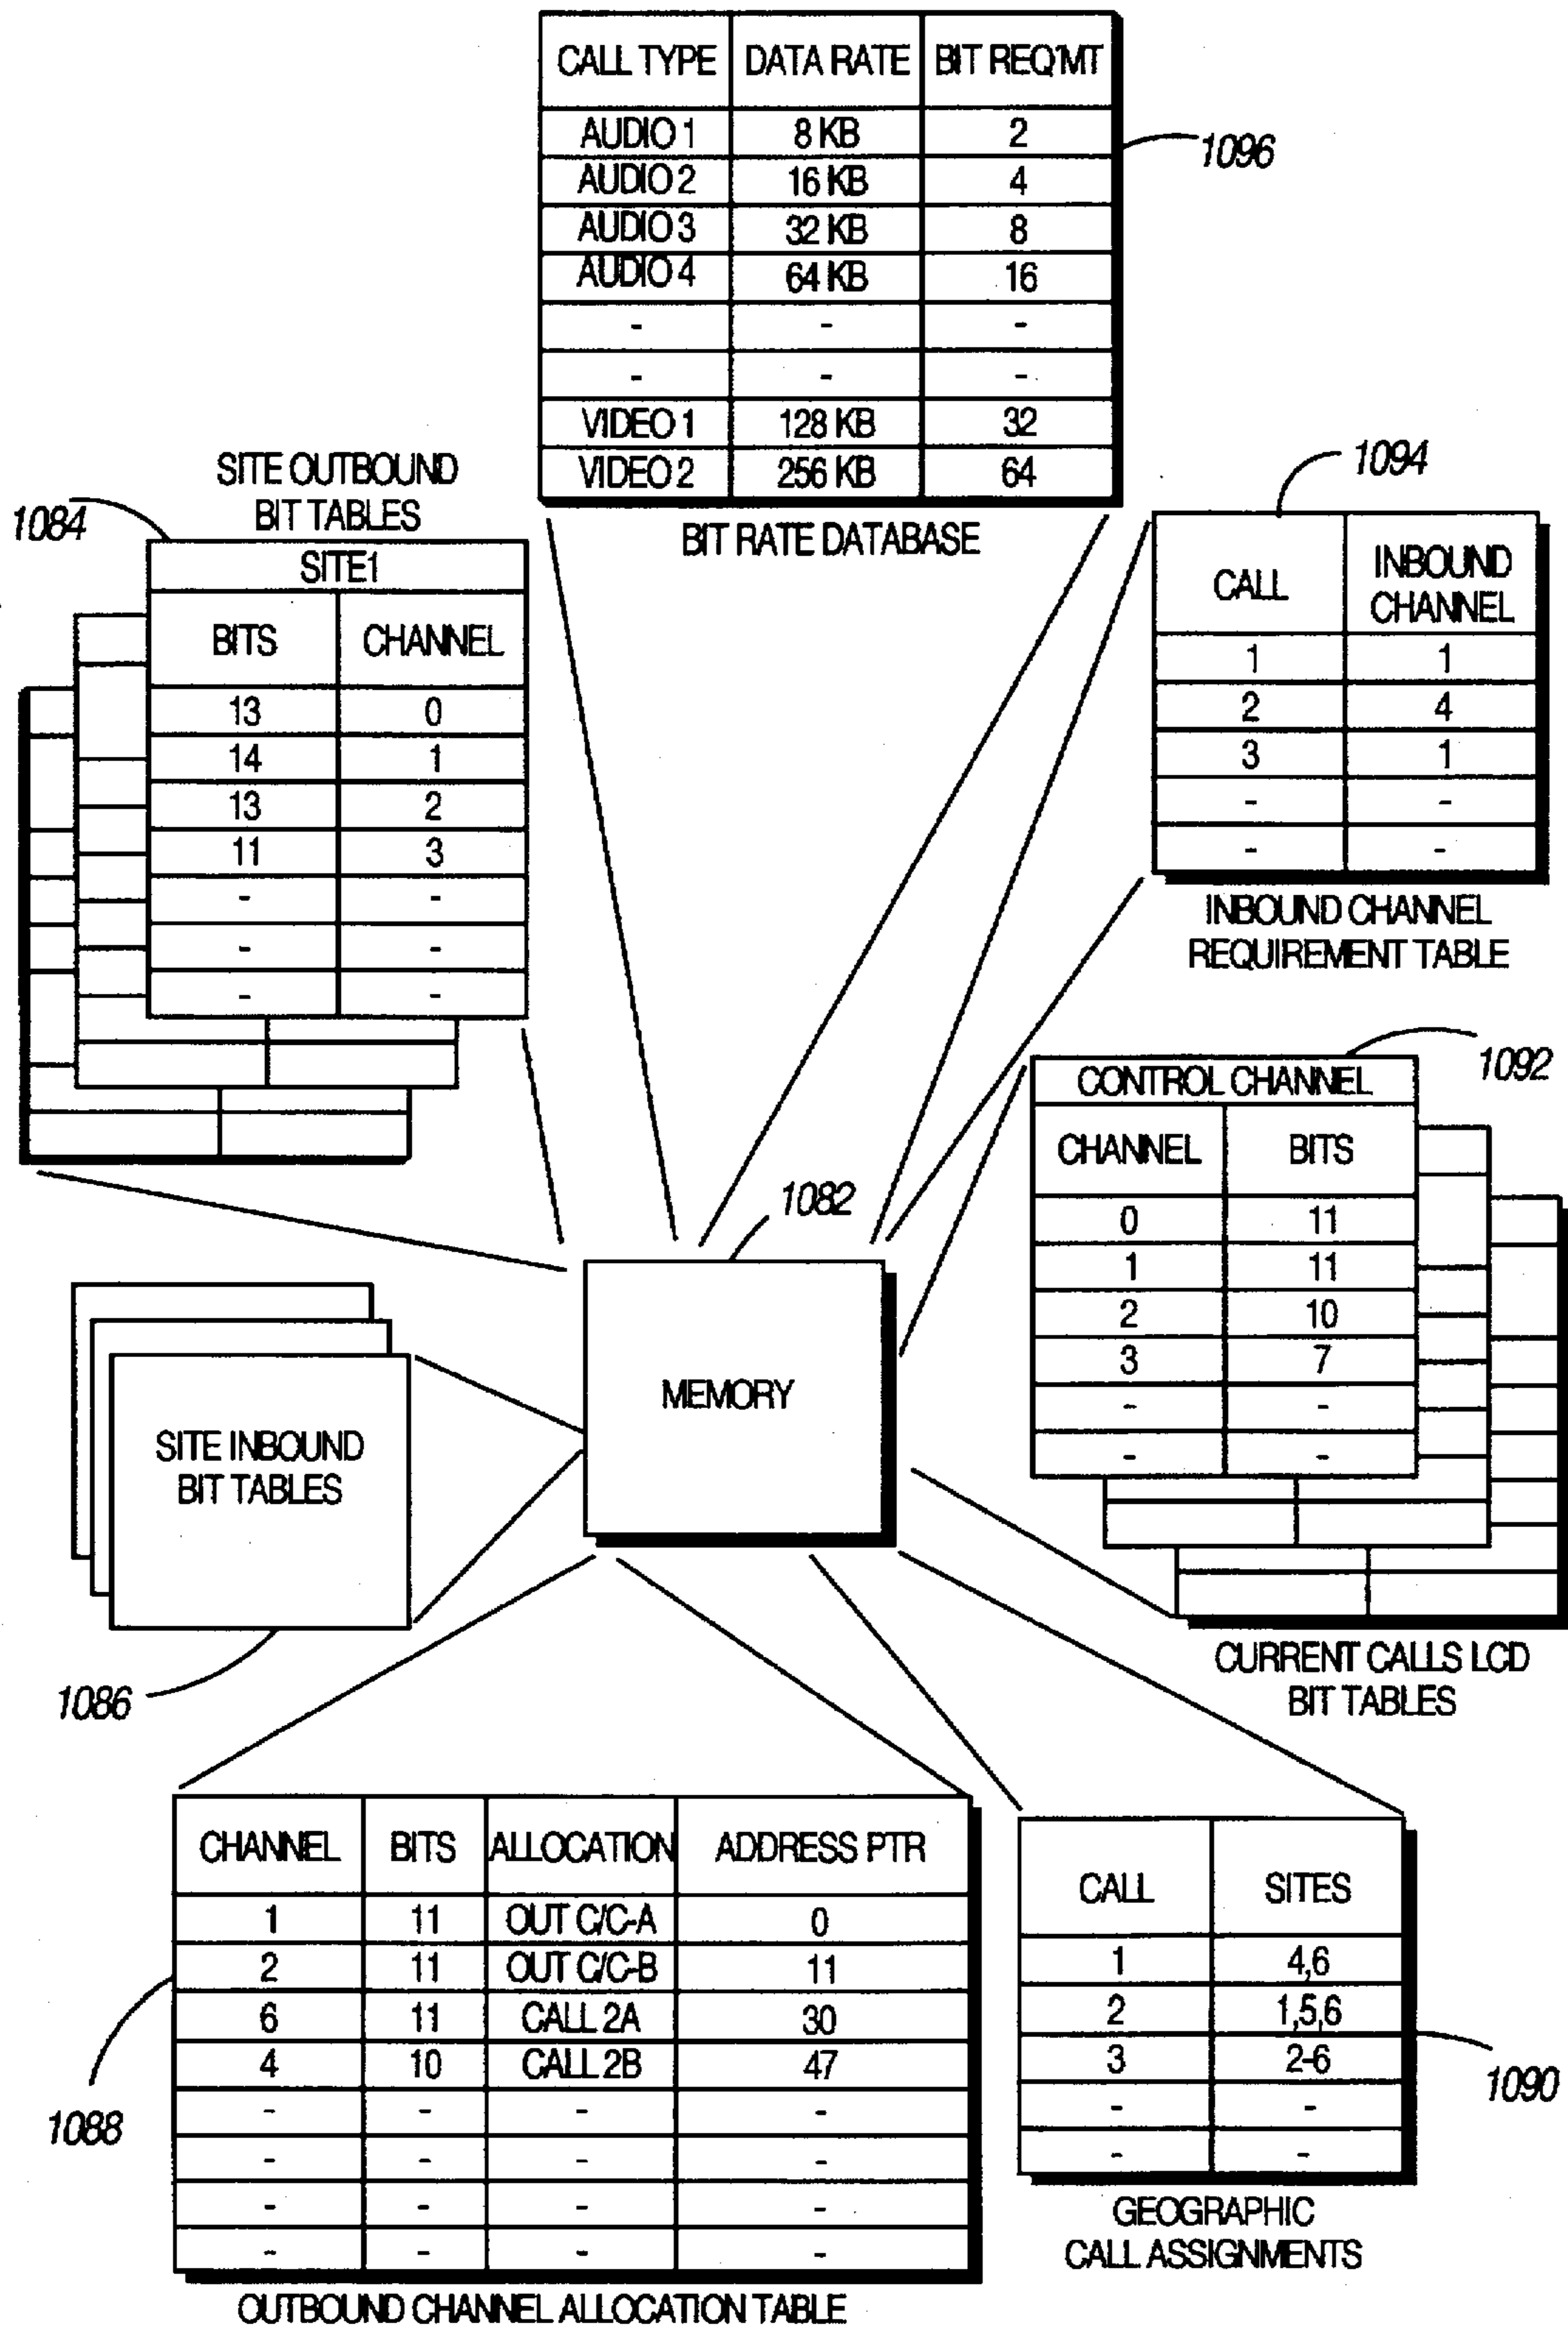 CALL TYPE DATA RATE BIT REQ'MT
AUDIO 1 8 KB 2
AUDIO 2 16 KB 4
AUDIO 3 32 KB 8
AUDIO 4 64 KB 16
- - -
- - -
VIDEO 1 128 KB 32
VIDEO 2 256 KB 64
1096
BIT RATE DATABASE
SITE OUTBOUND
BIT TABLES
1084
SITE1
BITS CHANNEL
13 0
14 1
13 2
11 3
- -
- -
- -
1094
CALL INBOUND
CHANNEL
1 1
2 4
3 1
- -
- -
INBOUND CHANNEL
REQUIREMENT TABLE
1092
CONTROL CHANNEL
CHANNEL BITS
0 11
1 11
2 10
3 7
- -
- -
CURRENT CALLS LCD
BIT TABLES
1082
MEMORY
SITE INBOUND
BIT TABLES
1086
CHANNEL BITS ALLOCATION ADDRESS PTR
1 11 OUT C/C-A 0
2 11 OUT C/C-B 11
6 11 CALL 2A 30
4 10 CALL 2B 47
- - - -
- - - -
- - - -
- - - -
1088
OUTBOUND CHANNEL ALLOCATION TABLE
CALL SITES
1 4,6
2 1,5,6
3 2-6
- -
- -
1090
GEOGRAPHIC
CALL ASSIGNMENTS